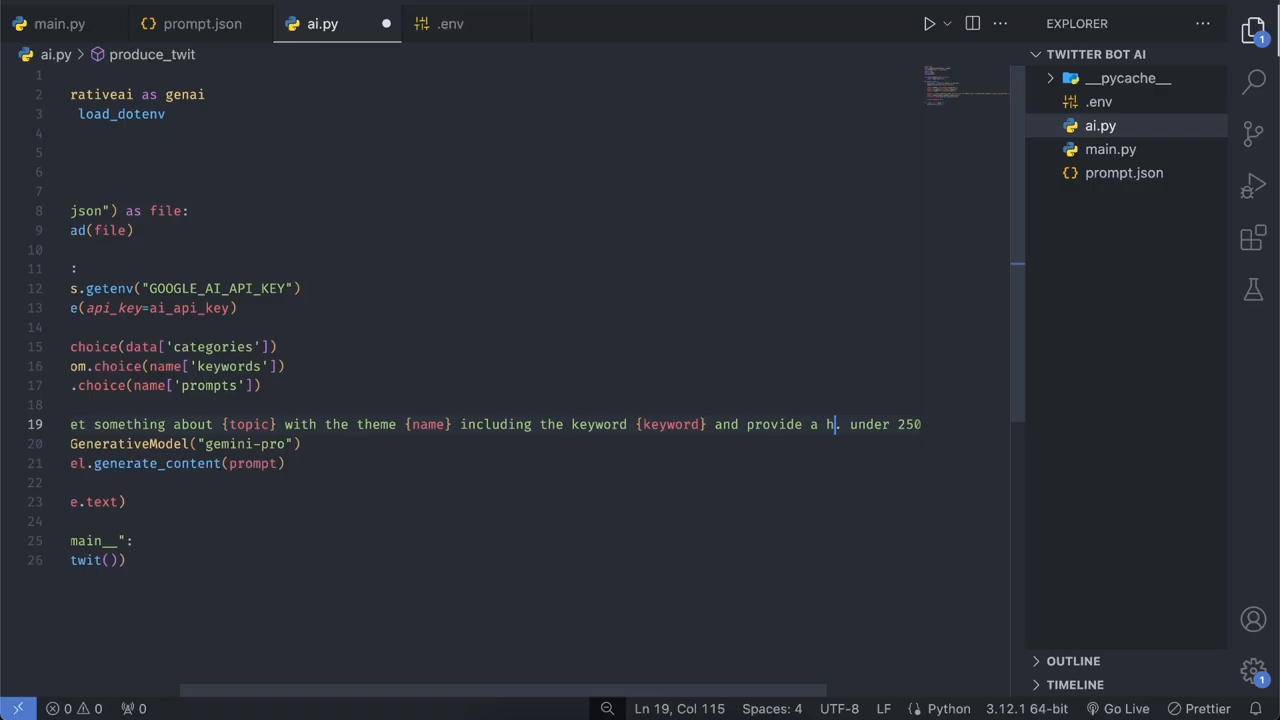 main.py prompt.json ai.py .env EXPLORER
ai.py > produce_twit
TWITTER BOT AI
__pycache__
.env
ai.py
main.py
prompt.json
1
2 rativeai as genai
3 load_dotenv
4
5
6
7
8 json") as file:
9 ad(file)
10
11 :
12 s.getenv("GOOGLE_AI_API_KEY")
13 e(api_key=ai_api_key)
14
15 choice(data['categories'])
16 om.choice(name['keywords'])
17 .choice(name['prompts'])
18
19 et something about {topic} with the theme {name} including the keyword {keyword} and provide a h. under 250
20 GenerativeModel("gemini-pro")
21 el.generate_content(prompt)
22
23 e.text)
24
25 main__":
26 twit())
OUTLINE
TIMELINE
1
1
0 0 0 Ln 19, Col 115 Spaces: 4 UTF-8 LF Python 3.12.1 64-bit Go Live Prettier